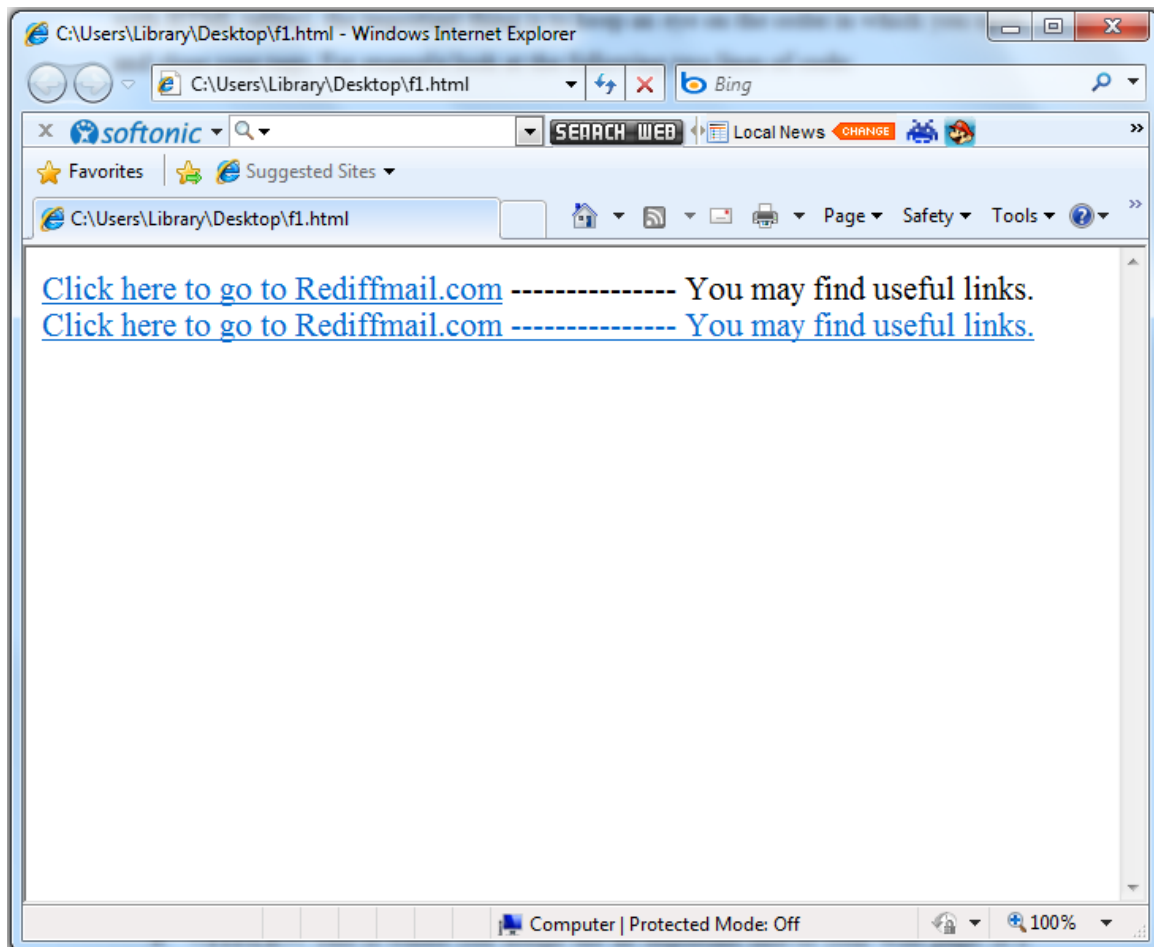 C:\Users\Library\Desktop\f1.html - Windows Internet Explorer
C:\Users\Library\Desktop\f1.html Bing
softonic SEARCH WEB Local News CHANGE »
Favorites Suggested Sites
C:\Users\Library\Desktop\f1.html Page Safety Tools »
Click here to go to Rediffmail.com --------------- You may find useful links.
Click here to go to Rediffmail.com --------------- You may find useful links.
Computer | Protected Mode: Off 100%